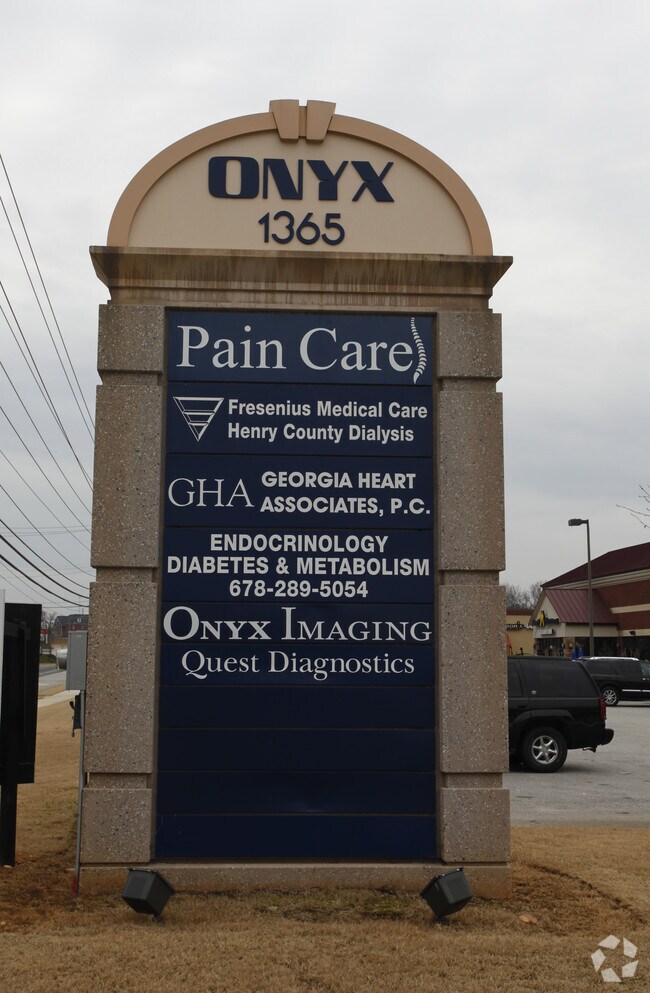 ONYX
1365
Pain Care
Fresenius Medical Care
Henry County Dialysis
GHA
GEORGIA HEART
ASSOCIATES, P.C.
ENDOCRINOLOGY
DIABETES & METABOLISM
678-289-5054
ONYX IMAGING
Quest Diagnostics